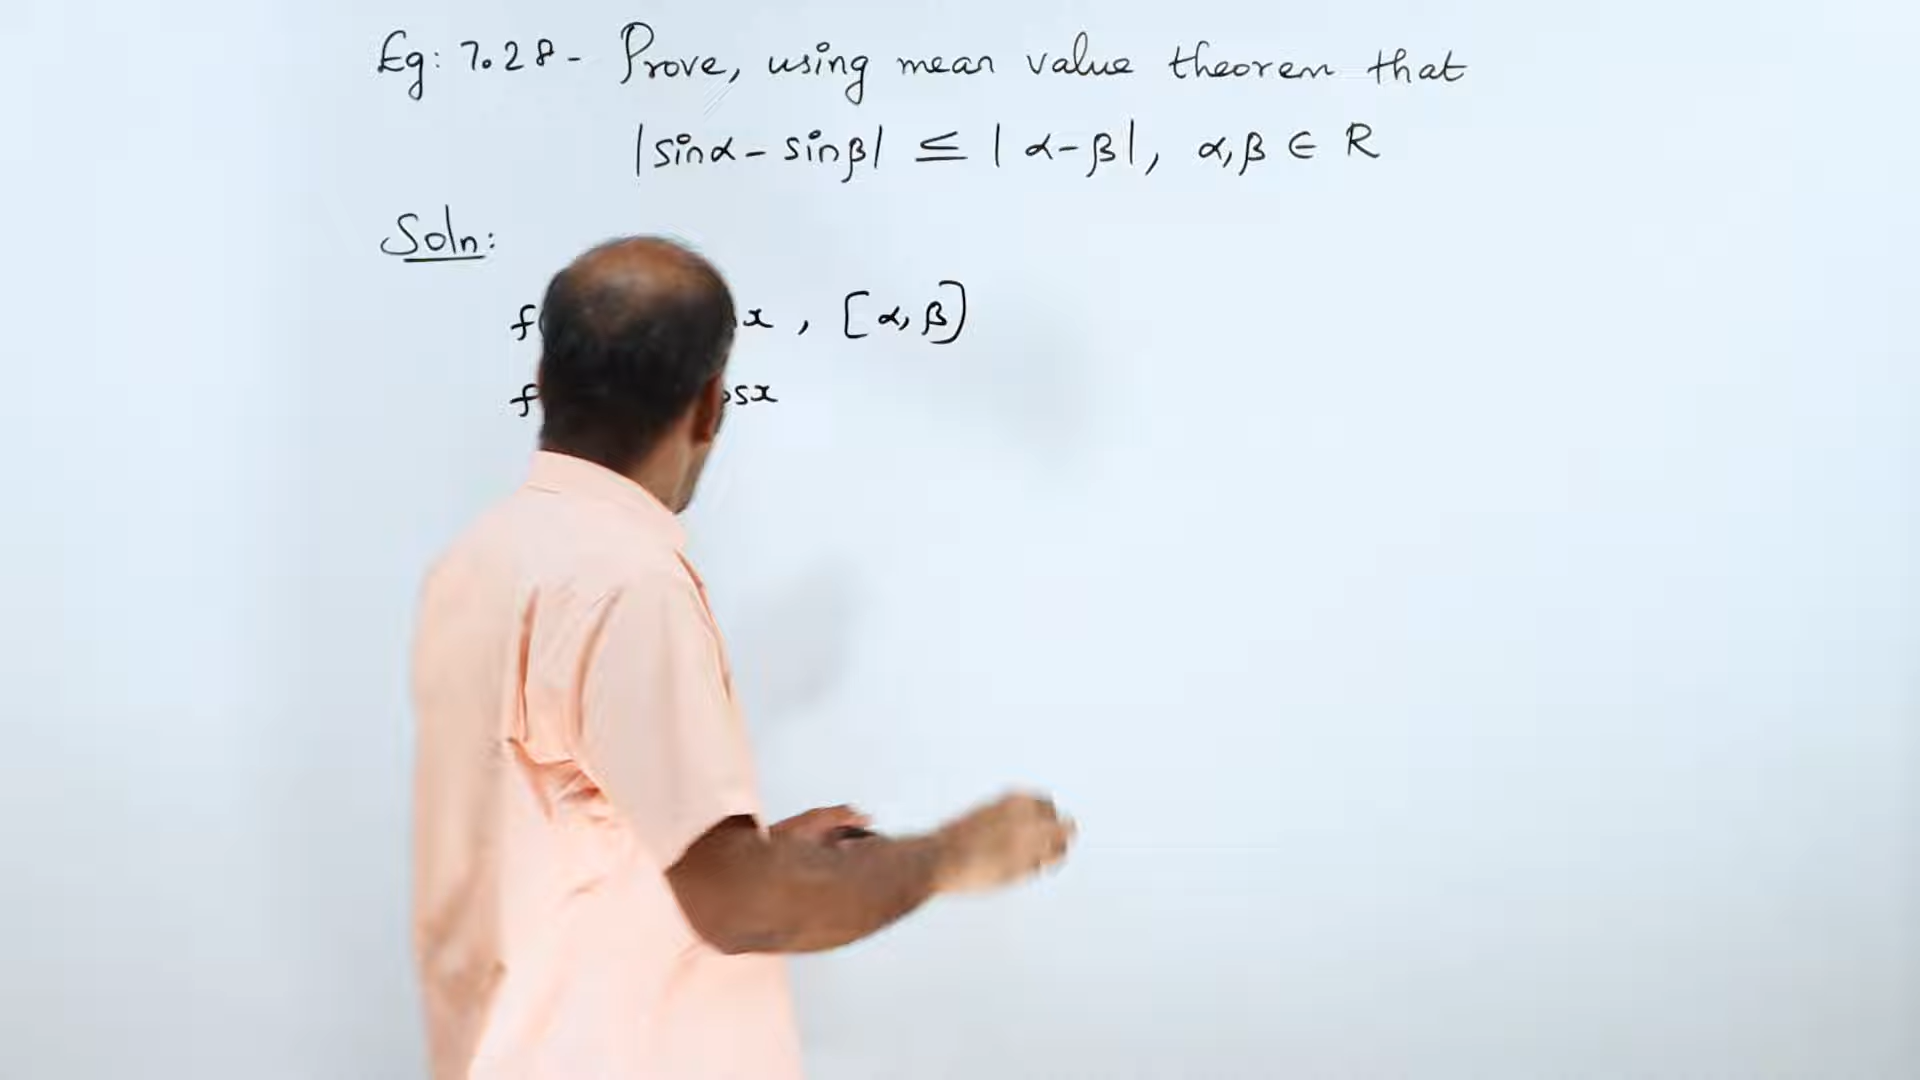 Eg: 7.28 - Prove, using mean value theorem that
|sinα - sinβ| ≤ |α-β|, α,β ∈ R
Soln:
f x , [α, β]
f sx